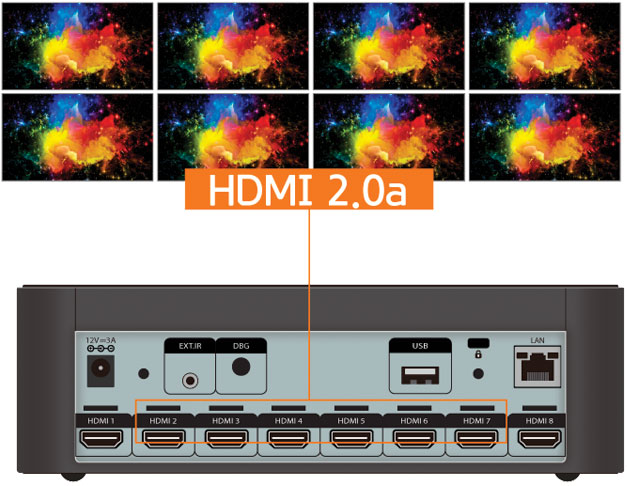 HDMI 2.0a
12V⎓3A
EXT.IR
DBG
USB
LAN
HDMI 1
HDMI 2
HDMI 3
HDMI 4
HDMI 5
HDMI 6
HDMI 7
HDMI 8